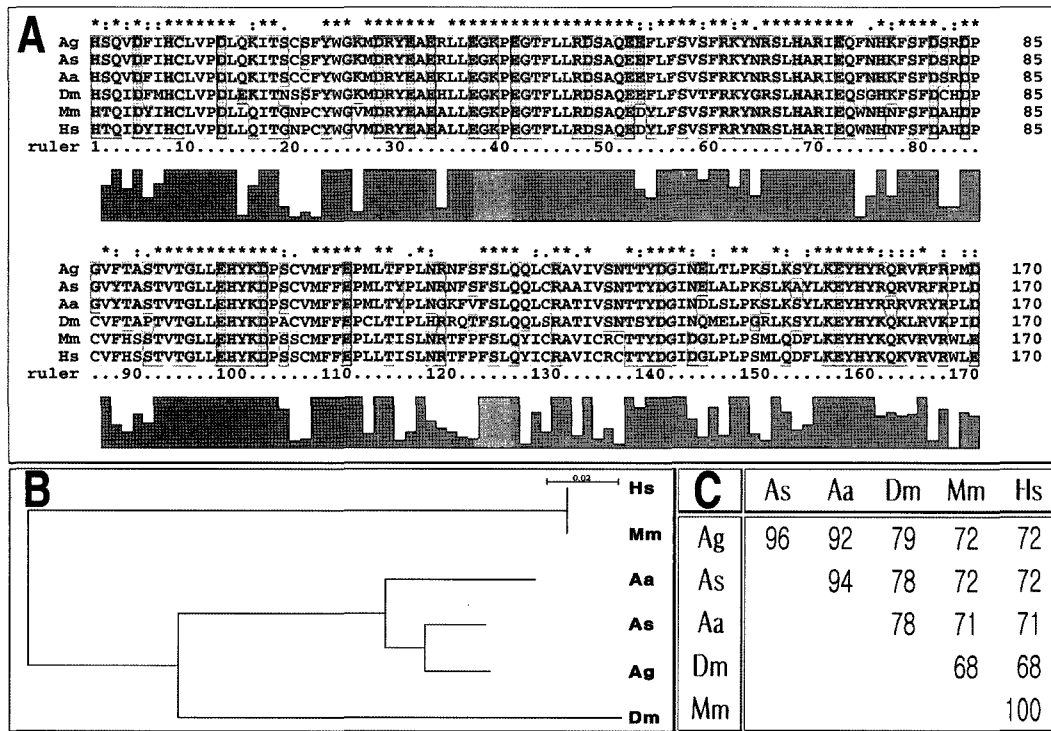 A
Ag HSQVDFIHCLVPDLQKITSCSFYWGKMDRYEAERLLEGKPEGTFLLRDSAQEEFLFSVSFRKYNRSLHARIEQFNHKFSFDSRDP 85
As HSQVDFIHCLVPDLQKITSCSFYWGKMDRYEAERLLEGKPEGTFLLRDSAQEEFLFSVSFRKYNRSLHARIEQFNHKFSFDSRDP 85
Aa HSQVDFIHCLVPDLQKITSCCFYWGKMDRYEAERLLEGKPEGTFLLRDSAQEEFLFSVSFRKYNRSLHARIEQFNHKFSFDSRDP 85
Dm HSQIDFMHCLVPDLEKITNSSFYWGKMDRYEAEHLLEGKPEGTFLLRDSAQEEFLFSVTFRKYGRSLHARIEQSGHKFSFDCHDP 85
Mm HTQIDYIHCLVPDLLQITGNPCYWGVMDRYEAEALLEGKPEGTFLLRDSAQEDYLFSVSFRRYNRSLHARIEQWNHNFSFDAHDP 85
Hs HTQIDYIHCLVPDLLQITGNPCYWGVMDRYEAEALLEGKPEGTFLLRDSAQEDYLFSVSFRRYNRSLHARIEQWNHNFSFDAHDP 85
ruler 1.......10........20........30........40........50........60........70........80.....
Ag GVFTASTVTGLLEHYKDPSCVMFFEPMLTFPLNRNFSFSLQQLCRAVIVSNTTYDGINELTLPKSLKSYLKEYHYRQRVRFRPMD 170
As GVYTASTVTGLLEHYKDPSCVMFFEPMLTYPLNRNFSFSLQQLCRAAIVSNTTYDGINELALPKSLKAYLKEYHYRQRVRFRPMD 170
Aa GVYTASTVTGLLEHYKDPSCVMFFEPMLTYPLNGKFVFSLQQLCRATIVSNTTYDGINDLSLPKSLKSYLKEYHYRQRVRYRPLD 170
Dm CVFTAPTVTGLLEHYKDPACVMFFEPCLTIPLHRRQTFSLQQLSRATIVSNTSYDGINQMELPQRLKSYLKEYHYKQKLRVKPID 170
Mm CVFHSSTVTGLLEHYKDPSSCMFFEPLLTISLNRTFPFSLQYICRAVICRCTTYDGIDGLPLPSMLQDFLKEYHYKQKVRVRWLE 170
Hs CVFHSSTVTGLLEHYKDPSSCMFFEPLLTISLNRTFPFSLQYICRAVICRCTTYDGIDGLPLPSMLQDFLKEYHYKQKVRVRWLE 170
ruler ...90.......100.......110.......120.......130.......140.......150.......160.......170
B
0.02
Hs
Mm
Aa
As
Ag
Dm
C As Aa Dm Mm Hs
Ag 96 92 79 72 72
As 94 78 72 72
Aa 78 71 71
Dm 68 68
Mm 100